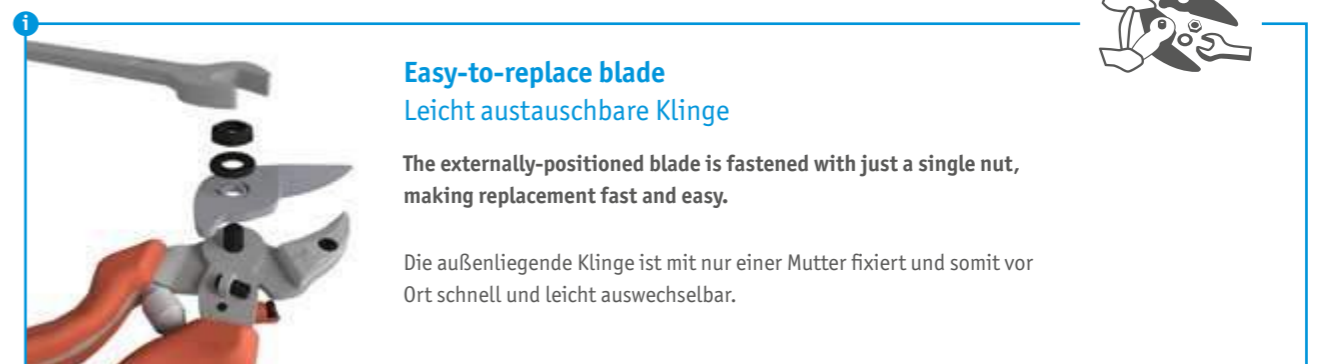 i
Easy-to-replace blade
Leicht austauschbare Klinge
The externally-positioned blade is fastened with just a single nut,
making replacement fast and easy.
Die außenliegende Klinge ist mit nur einer Mutter fixiert und somit vor
Ort schnell und leicht auswechselbar.